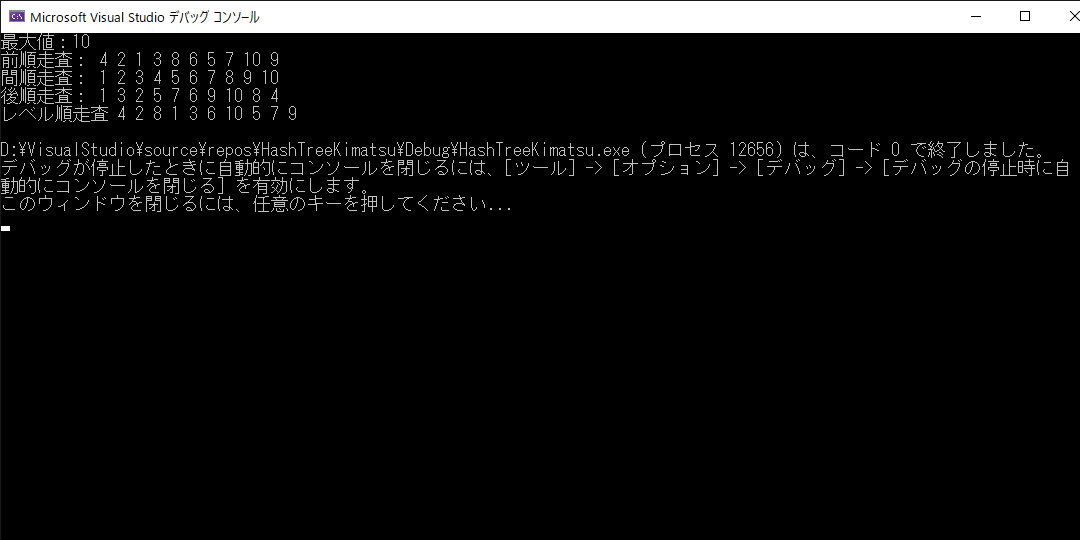 Microsoft Visual Studio デバッグ コンソール
最大値：10
前順走査： 4 2 1 3 8 6 5 7 10 9
間順走査： 1 2 3 4 5 6 7 8 9 10
後順走査： 1 3 2 5 7 6 9 10 8 4
レベル順走査 4 2 8 1 3 6 10 5 7 9
D:\VisualStudio\source\repos\HashTreeKimatsu\Debug\HashTreeKimatsu.exe (プロセス 12656) は、コード 0 で終了しました。
デバッグが停止したときに自動的にコンソールを閉じるには、[ツール] -> [オプション] -> [デバッグ] -> [デバッグの停止時に自
動的にコンソールを閉じる] を有効にします。
このウィンドウを閉じるには、任意のキーを押してください...